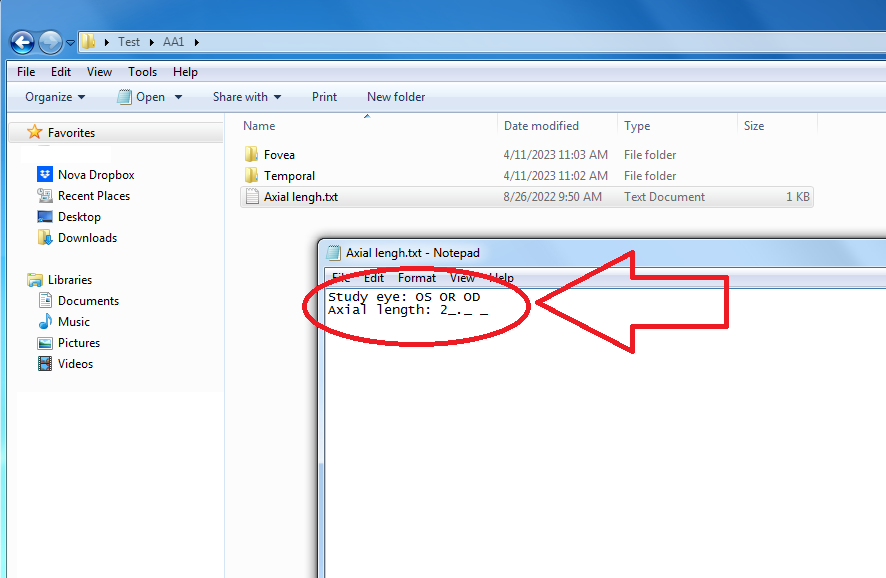 Test AA1
File Edit View Tools Help
Organize Open Share with Print New folder
Name Date modified Type Size
Favorites
Nova Dropbox
Recent Places
Desktop
Downloads
Libraries
Documents
Music
Pictures
Videos
Fovea 4/11/2023 11:03 AM File folder
Temporal 4/11/2023 11:02 AM File folder
Axial lengh.txt 8/26/2022 9:50 AM Text Document 1 KB
Axial lengh.txt - Notepad
File Edit Format View Help
Study eye: OS OR OD
Axial length: 2_._ _